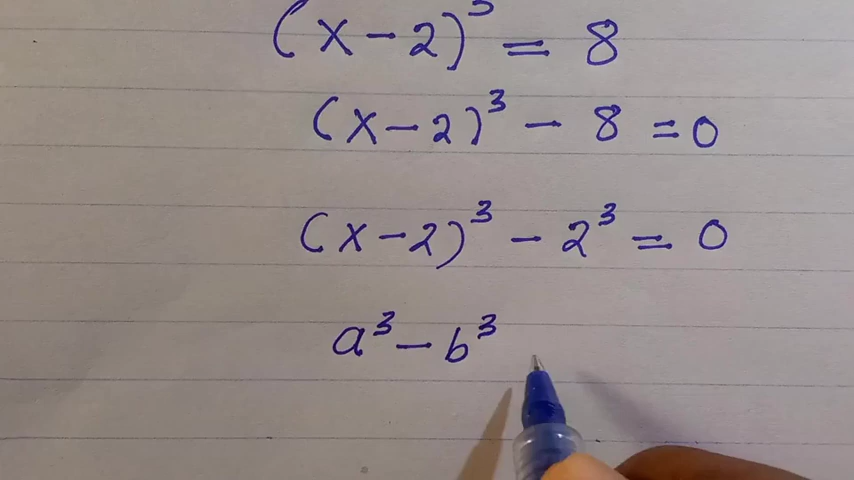 (x-2)³ = 8
(x-2)³ - 8 = 0
(x-2)³ - 2³ = 0
a³ - b³